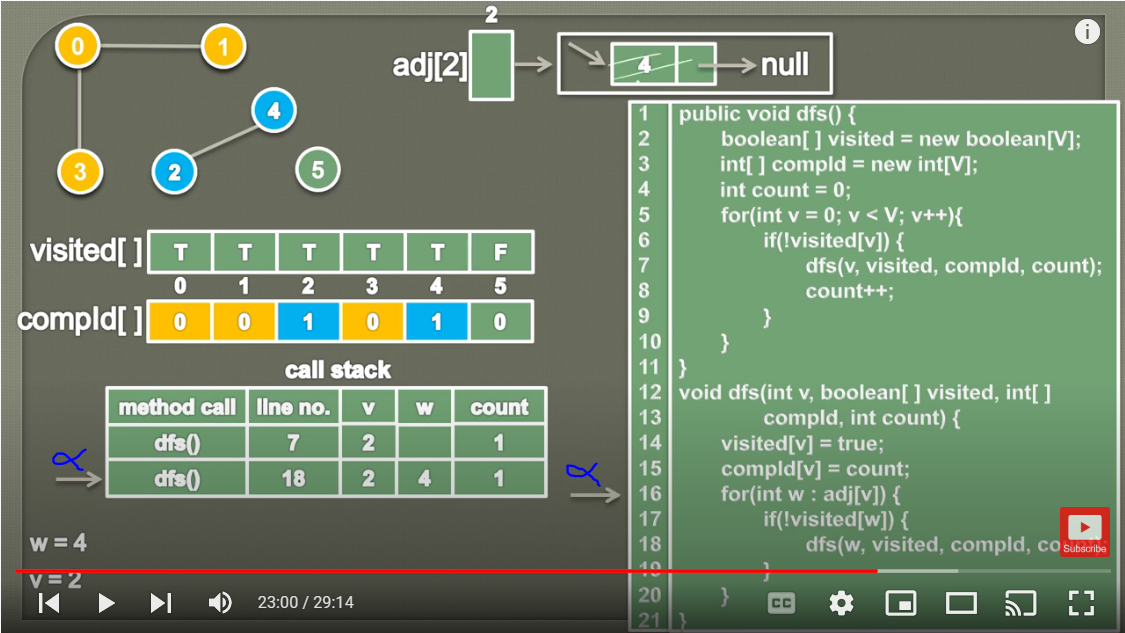 2
adj[2]
4
null
0
1
4
3
2
5
visited[ ]
T T T T T F
0 1 2 3 4 5
compId[ ]
0 0 1 0 1 0
call stack
method call line no. v w count
dfs() 7 2 1
dfs() 18 2 4 1
α
α
w = 4
v = 2
1 public void dfs() {
2 boolean[ ] visited = new boolean[V];
3 int[ ] compId = new int[V];
4 int count = 0;
5 for(int v = 0; v < V; v++){
6 if(!visited[v]) {
7 dfs(v, visited, compId, count);
8 count++;
9 }
10 }
11 }
12 void dfs(int v, boolean[ ] visited, int[ ]
13 compId, int count) {
14 visited[v] = true;
15 compId[v] = count;
16 for(int w : adj[v]) {
17 if(!visited[w]) {
18 dfs(w, visited, compId,
19 }
20 }
21 }
Subscribe
23:00 / 29:14
CC